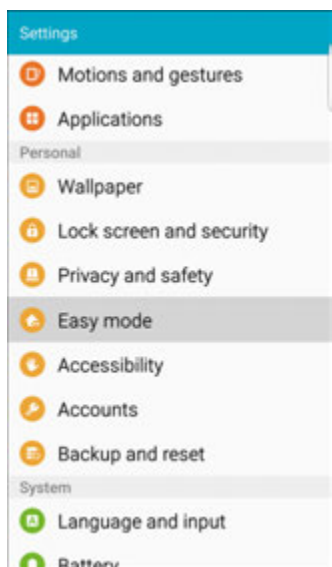 Settings
Motions and gestures
Applications
Personal
Wallpaper
Lock screen and security
Privacy and safety
Easy mode
Accessibility
Accounts
Backup and reset
System
Language and input
Battery